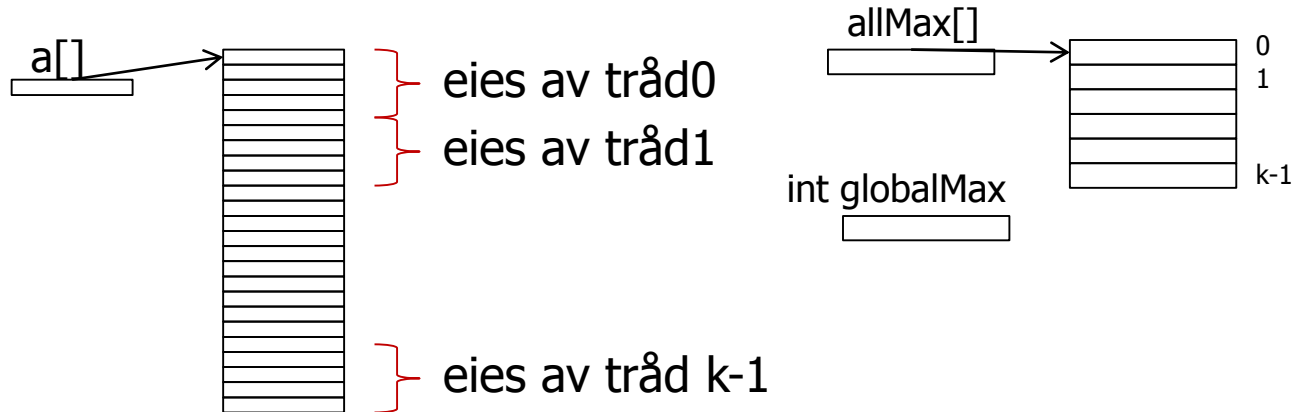 a[]
eies av tråd0
eies av tråd1
eies av tråd k-1
allMax[]
0
1
k-1
int globalMax